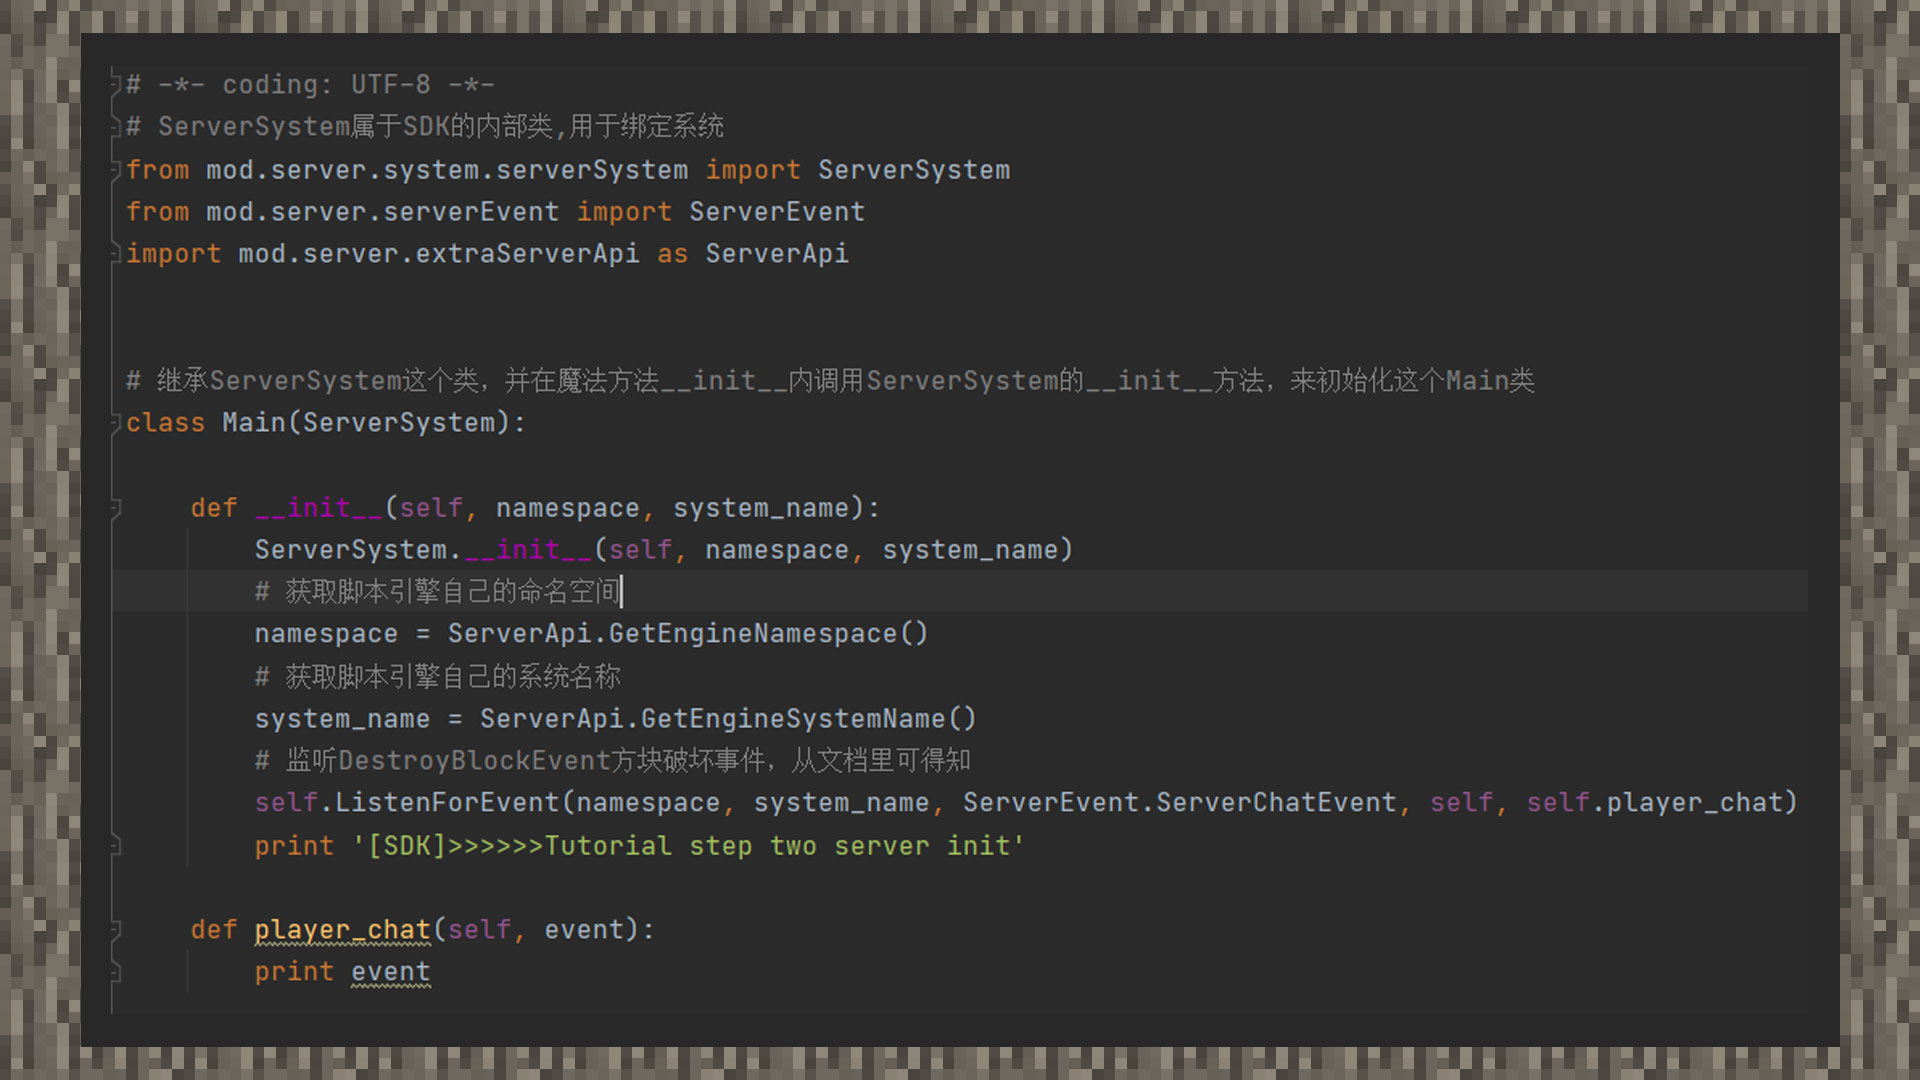 # -*- coding: UTF-8 -*-
# ServerSystem属于SDK的内部类,用于绑定系统
from mod.server.system.serverSystem import ServerSystem
from mod.server.serverEvent import ServerEvent
import mod.server.extraServerApi as ServerApi
# 继承ServerSystem这个类，并在魔法方法__init__内调用ServerSystem的__init__方法，来初始化这个Main类
class Main(ServerSystem):
def __init__(self, namespace, system_name):
ServerSystem.__init__(self, namespace, system_name)
# 获取脚本引擎自己的命名空间
namespace = ServerApi.GetEngineNamespace()
# 获取脚本引擎自己的系统名称
system_name = ServerApi.GetEngineSystemName()
# 监听DestroyBlockEvent方块破坏事件，从文档里可得知
self.ListenForEvent(namespace, system_name, ServerEvent.ServerChatEvent, self, self.player_chat)
print '[SDK]>>>>>>Tutorial step two server init'
def player_chat(self, event):
print event